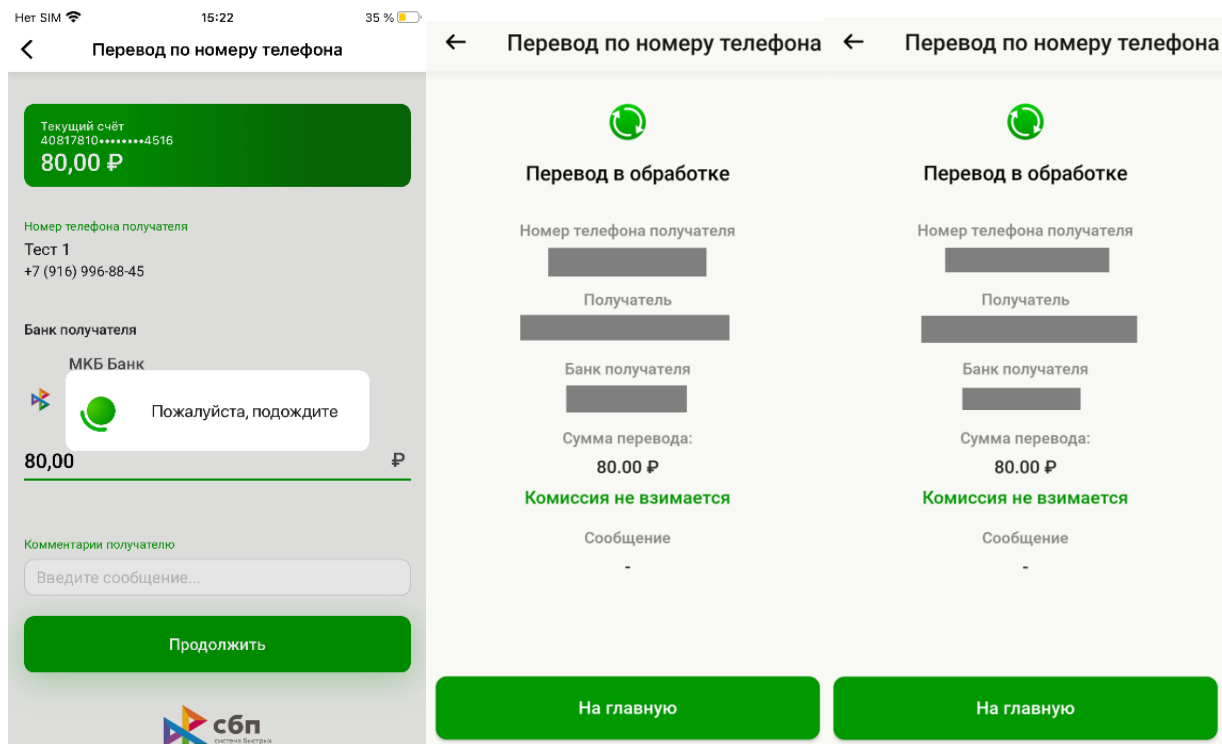 Нет SIM 15:22 35 %
Перевод по номеру телефона
Текущий счёт
40817810••••••••4516
80,00 ₽
Номер телефона получателя
Тест 1
+7 (916) 996-88-45
Банк получателя
МКБ Банк
Пожалуйста, подождите
80,00 ₽
Комментарии получателю
Введите сообщение...
Продолжить
сбп
система быстрых
Перевод по номеру телефона
Перевод в обработке
Номер телефона получателя
Получатель
Банк получателя
Сумма перевода:
80.00 ₽
Комиссия не взимается
Сообщение
-
На главную
Перевод по номеру телефона
Перевод в обработке
Номер телефона получателя
Получатель
Банк получателя
Сумма перевода:
80.00 ₽
Комиссия не взимается
Сообщение
-
На главную